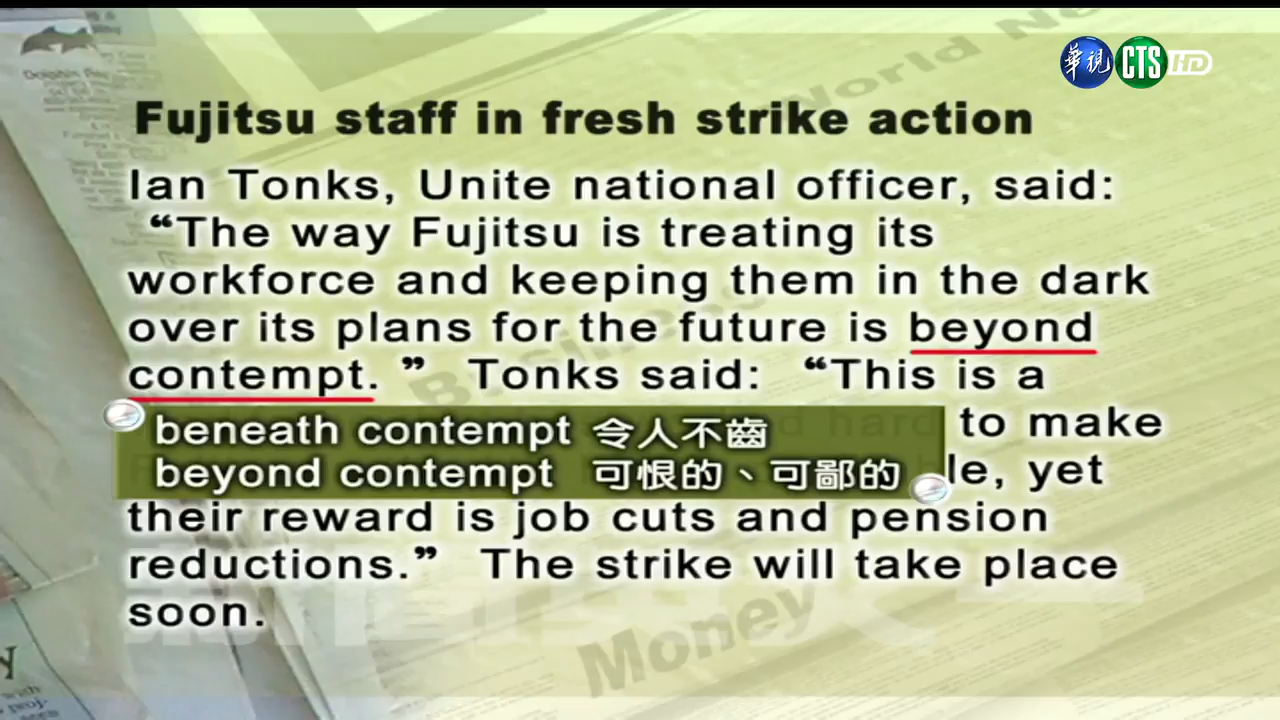 華視 CTS HD
World Ne
Fujitsu staff in fresh strike action
Ian Tonks, Unite national officer, said:
“The way Fujitsu is treating its
workforce and keeping them in the dark
over its plans for the future is beyond
contempt. ” Tonks said: “This is a
beneath contempt 令人不齒
to make
beyond contempt 可恨的、可鄙的
le, yet
their reward is job cuts and pension
reductions.” The strike will take place
soon.
Business
Money